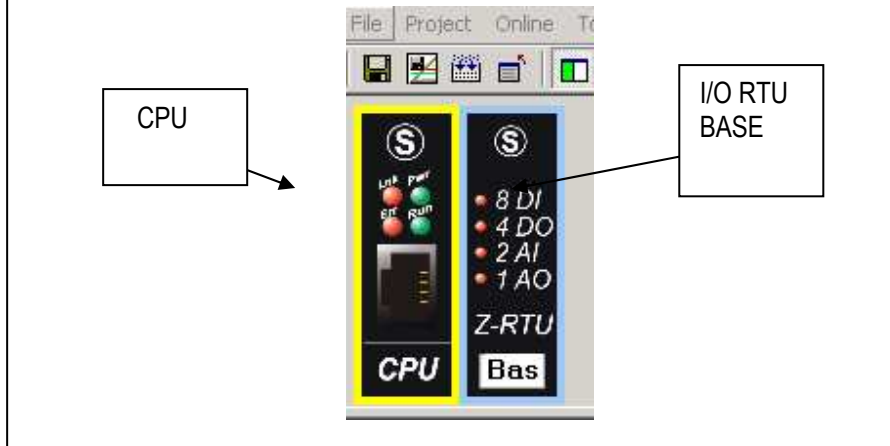 File Project Online To
CPU
I/O RTU
BASE
S
S
Lnk Pwr
Err Run
8 DI
4 DO
2 AI
1 AO
Z-RTU
CPU
Bas